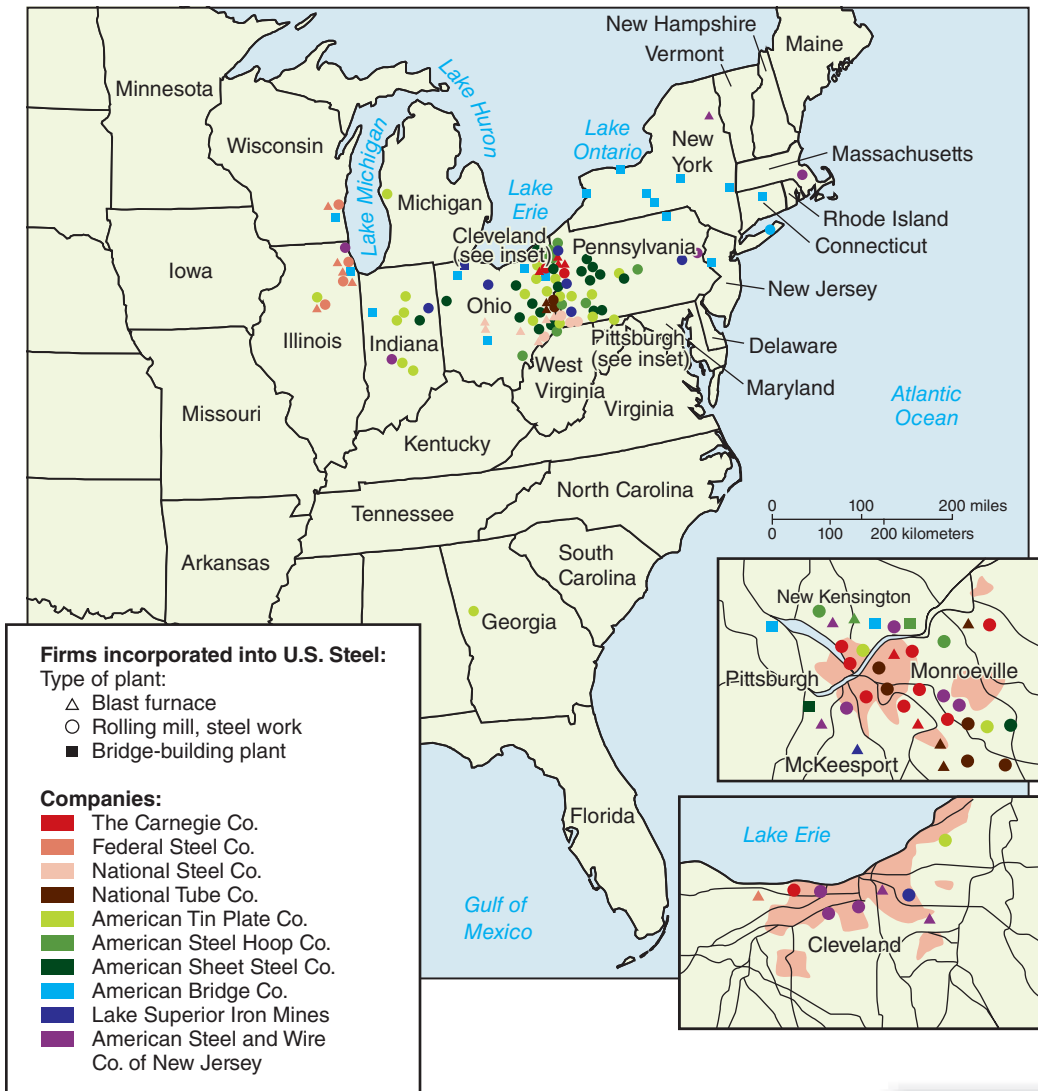 New Hampshire
Vermont
Maine
Minnesota
Lake Huron
Lake
Ontario
New
York
Wisconsin
Massachusetts
Lake Michigan
Michigan
Lake
Erie
Rhode Island
Connecticut
Cleveland
(see inset)
Pennsylvania
Iowa
New Jersey
Ohio
Illinois
Indiana
Pittsburgh
(see inset)
Delaware
West
Virginia
Maryland
Missouri
Virginia
Atlantic
Ocean
Kentucky
North Carolina
Tennessee
0 100 200 miles
0 100 200 kilometers
South
Carolina
Arkansas
Georgia
New Kensington
Pittsburgh
Monroeville
McKeesport
Florida
Lake Erie
Cleveland
Gulf of
Mexico
Firms incorporated into U.S. Steel:
Type of plant:
Blast furnace
Rolling mill, steel work
Bridge-building plant
Companies:
The Carnegie Co.
Federal Steel Co.
National Steel Co.
National Tube Co.
American Tin Plate Co.
American Steel Hoop Co.
American Sheet Steel Co.
American Bridge Co.
Lake Superior Iron Mines
American Steel and Wire
Co. of New Jersey